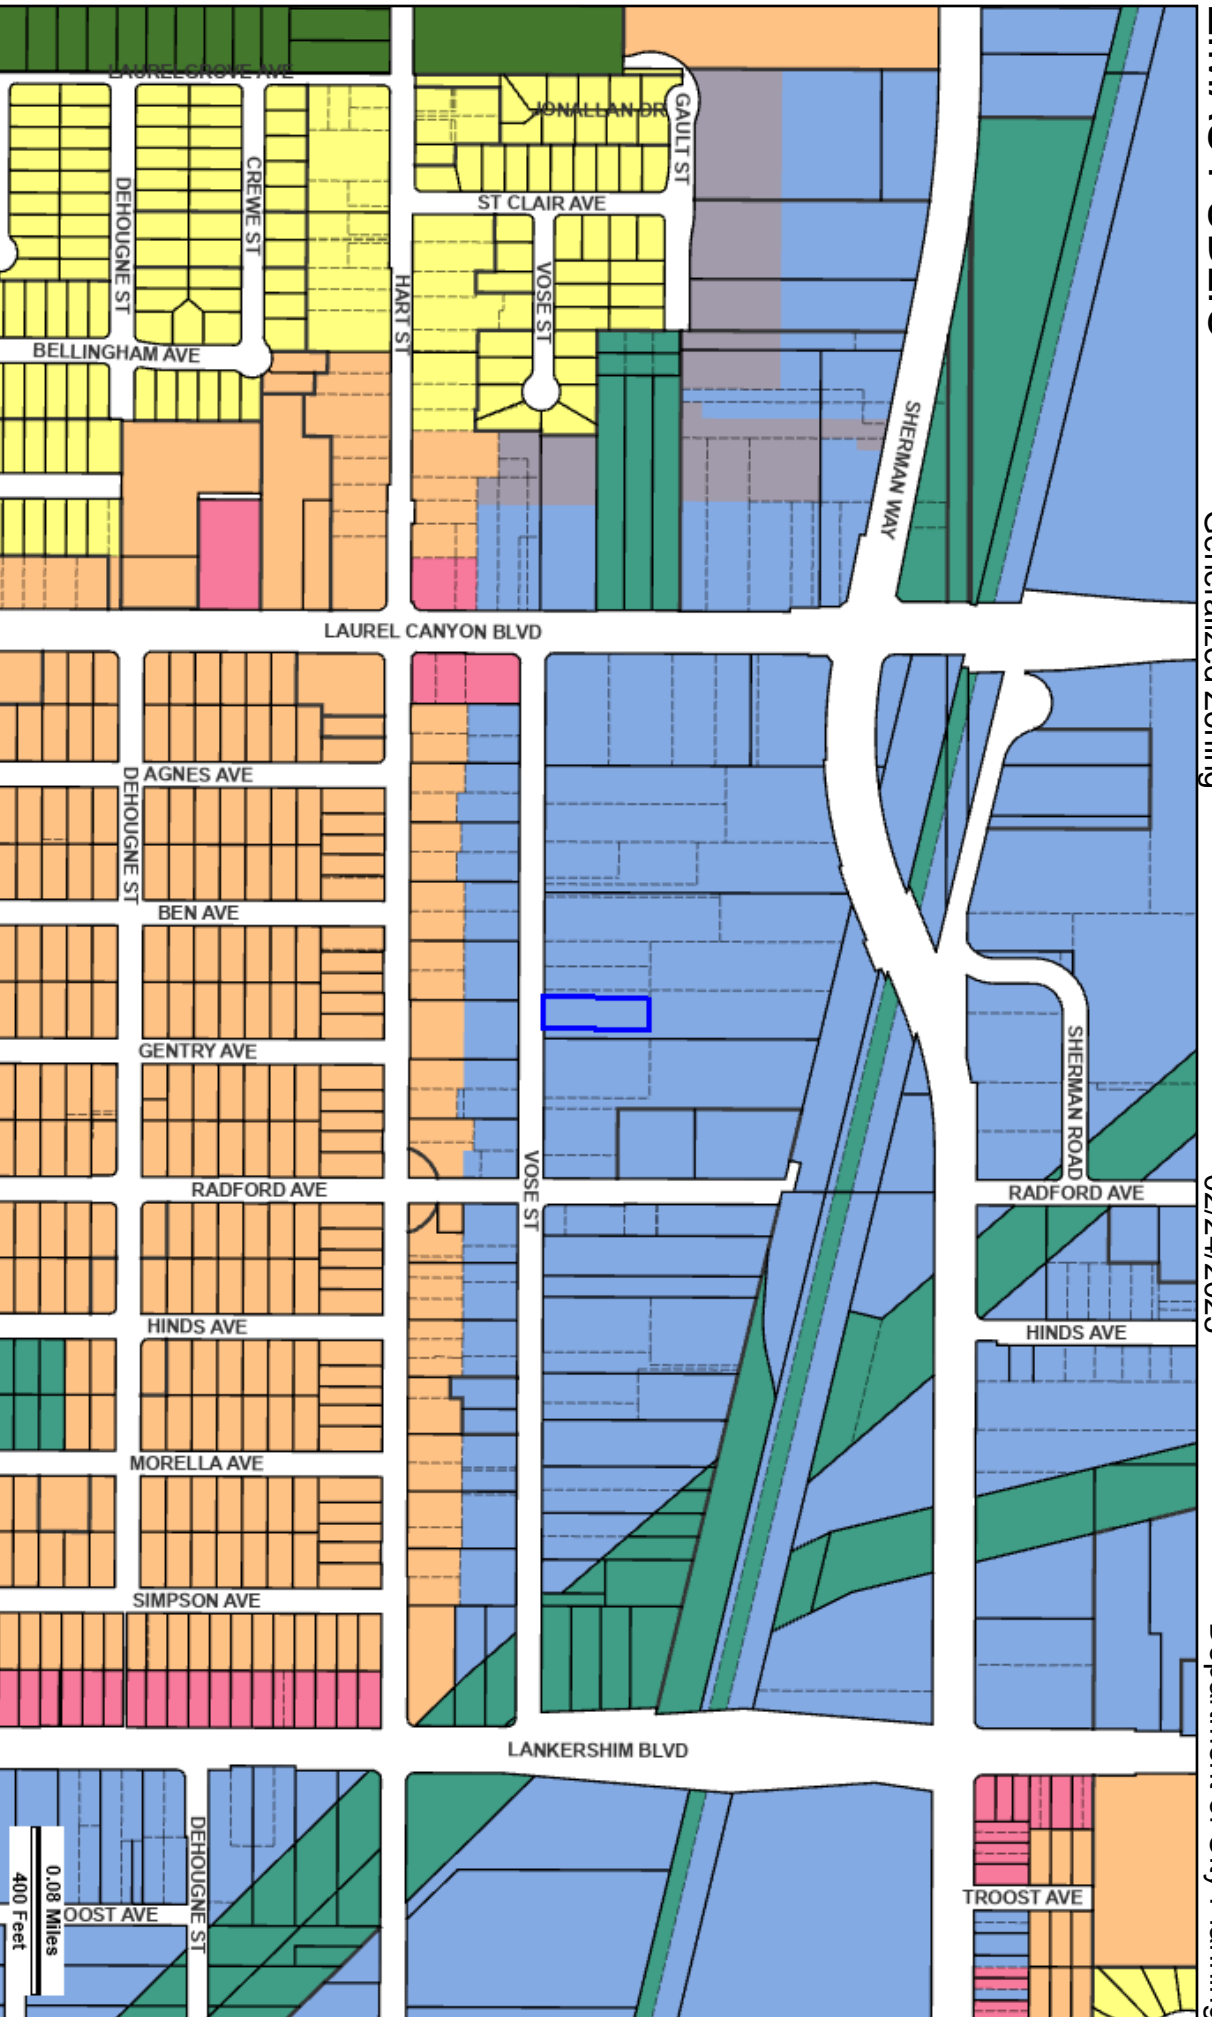 LAURELGROVE AVE
JONALLAN DR
GAULT ST
CREWE ST
DEHOUGNE ST
ST CLAIR AVE
VOSE ST
HART ST
BELLINGHAM AVE
SHERMAN WAY
LAUREL CANYON BLVD
AGNES AVE
DEHOUGNE ST
BEN AVE
GENTRY AVE
SHERMAN ROAD
VOSE ST
RADFORD AVE
RADFORD AVE
HINDS AVE
HINDS AVE
MORELLA AVE
SIMPSON AVE
LANKERSHIM BLVD
DEHOUGNE ST
TROOST AVE
OOST AVE
0.08 Miles
400 Feet
Generalized Zoning